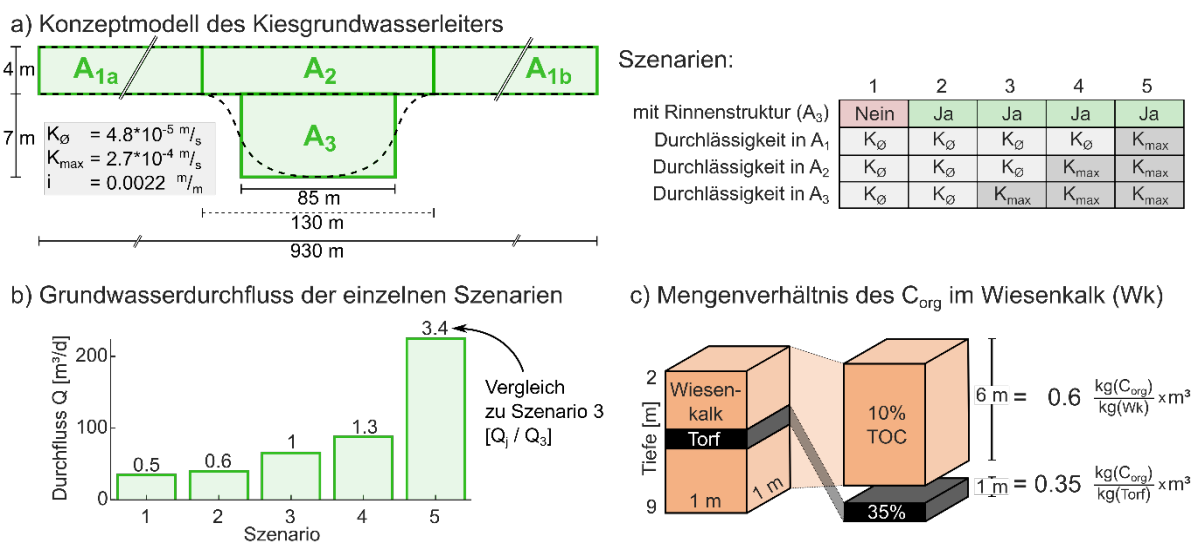 a) Konzeptmodell des Kiesgrundwasserleiters
4 m
A1a
A2
A1b
7 m
A3
KØ = 4.8*10-5 m/s
Kmax = 2.7*10-4 m/s
i = 0.0022 m/m
85 m
130 m
930 m
Szenarien:
1 2 3 4 5
mit Rinnenstruktur (A3) Nein Ja Ja Ja Ja
Durchlässigkeit in A1 KØ KØ KØ KØ Kmax
Durchlässigkeit in A2 KØ KØ KØ Kmax Kmax
Durchlässigkeit in A3 KØ KØ Kmax Kmax Kmax
b) Grundwasserdurchfluss der einzelnen Szenarien
Durchfluss Q [m³/d]
200
100
0
0.5
0.6
1
1.3
3.4
Vergleich
zu Szenario 3
[Qj / Q3]
1 2 3 4 5
Szenario
c) Mengenverhältnis des Corg im Wiesenkalk (Wk)
Tiefe [m]
2
9
Wiesen-
kalk
Torf
1 m
1 m
10%
TOC
35%
6 m = 0.6 kg(Corg)/kg(Wk) × m³
1 m = 0.35 kg(Corg)/kg(Torf) × m³